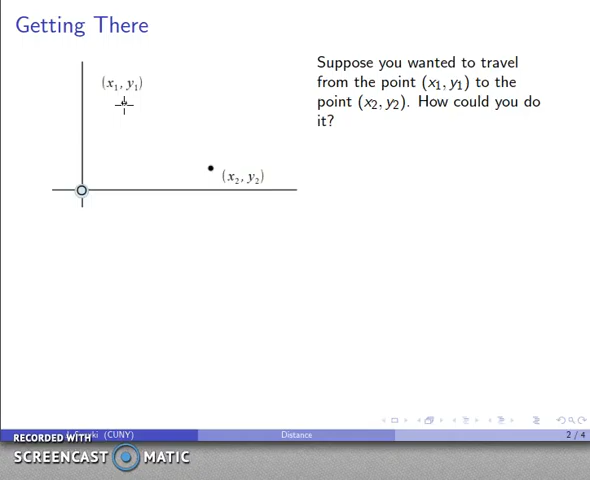 Getting There
(x₁, y₁)
(x₂, y₂)
Suppose you wanted to travel
from the point (x₁, y₁) to the
point (x₂, y₂). How could you do
it?
(CUNY)
Distance
2 / 4
RECORDED WITH
SCREENCAST MATIC